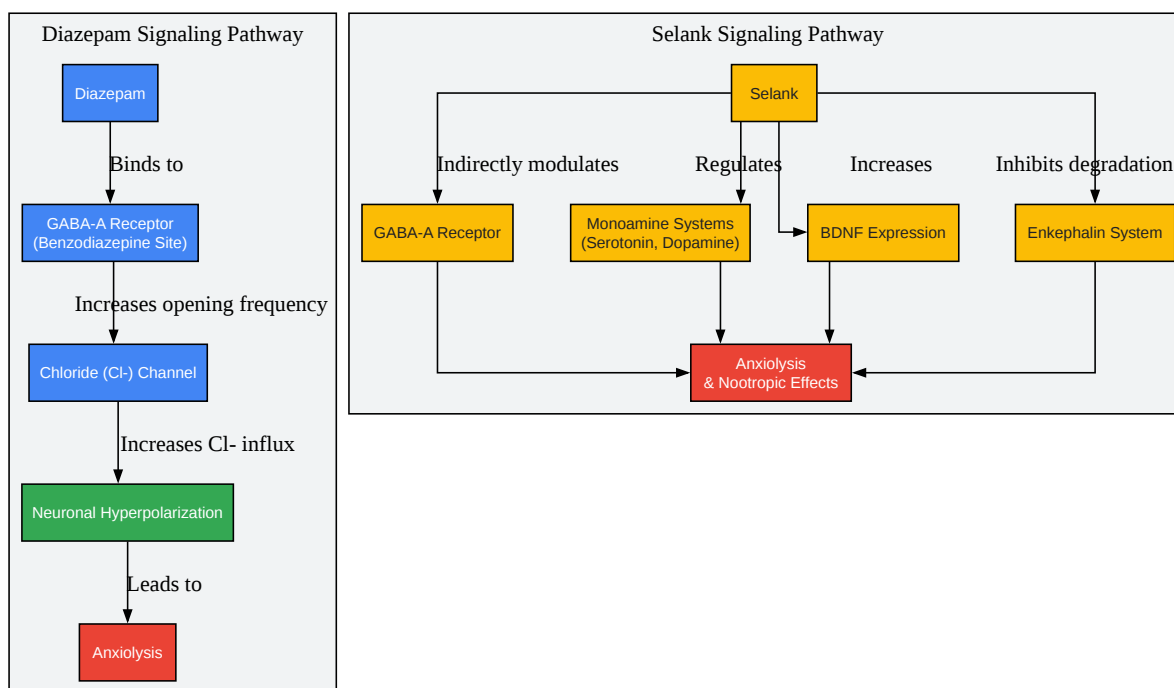 Diazepam Signaling Pathway
Diazepam
Binds to
GABA-A Receptor
(Benzodiazepine Site)
Increases opening frequency
Chloride (Cl-) Channel
Increases Cl- influx
Neuronal Hyperpolarization
Leads to
Anxiolysis
Selank Signaling Pathway
Selank
Indirectly modulates
Regulates
Increases
Inhibits degradation
GABA-A Receptor
Monoamine Systems
(Serotonin, Dopamine)
BDNF Expression
Enkephalin System
Anxiolysis
& Nootropic Effects